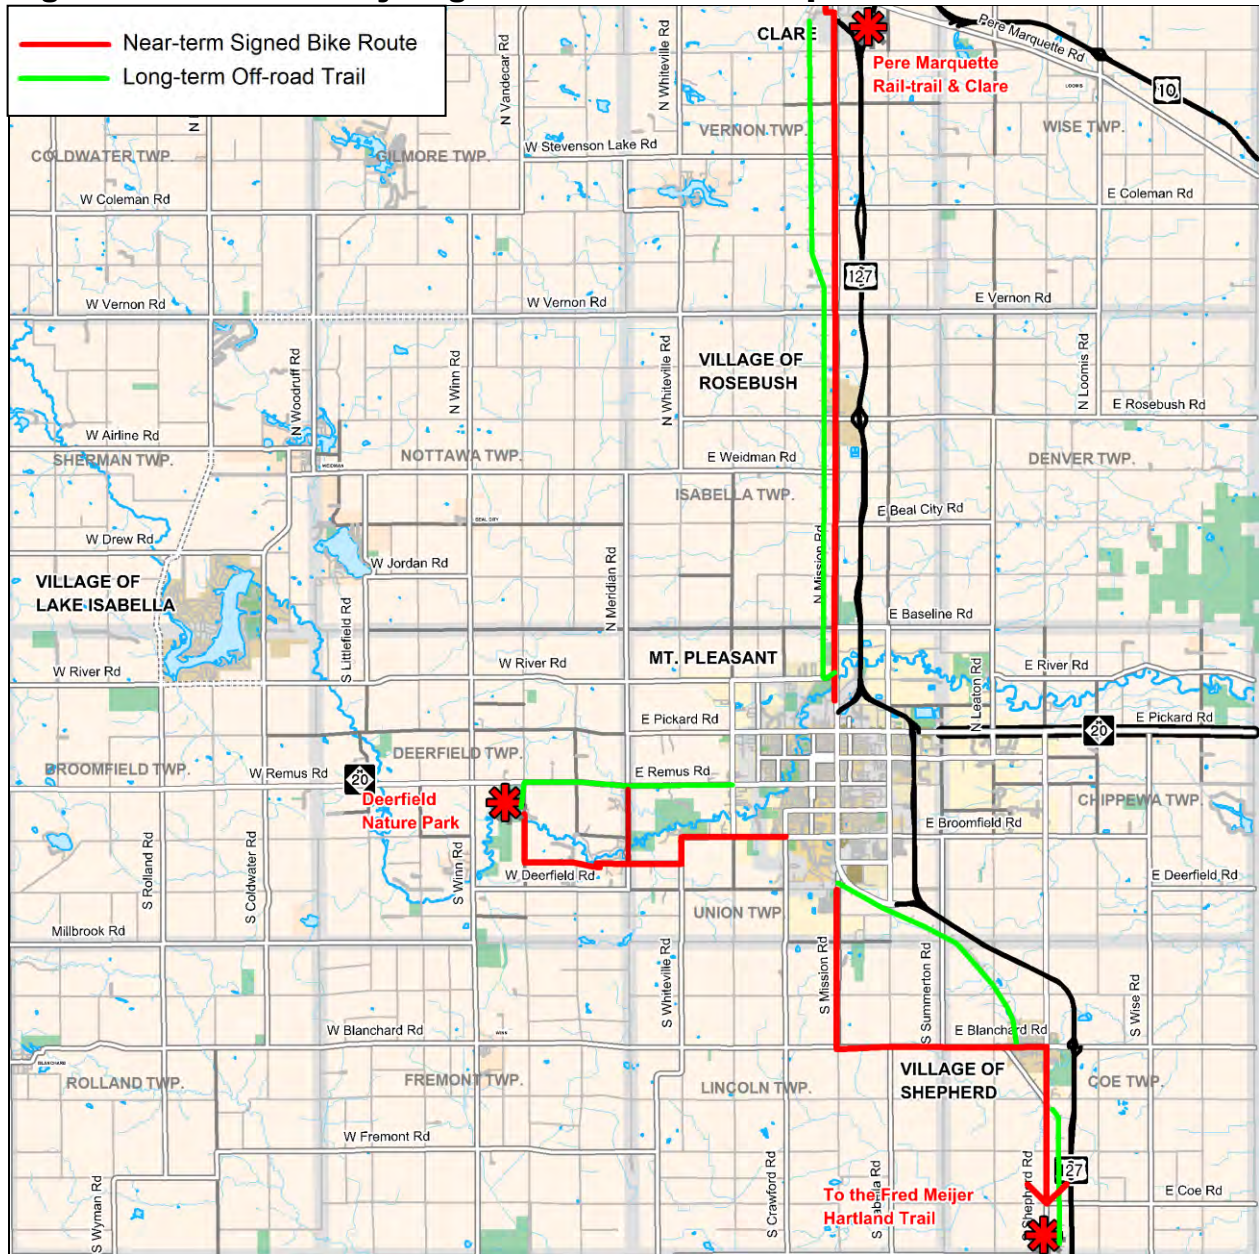 Near-term Signed Bike Route
Long-term Off-road Trail
CLARE
Pere Marquette
Rail-trail & Clare
Pere Marquette Rd
10
LOOMIS
N Vandecar Rd
N Whiteville Rd
VERNON TWP.
WISE TWP.
COLDWATER TWP.
GILMORE TWP.
W Stevenson Lake Rd
W Coleman Rd
E Coleman Rd
127
W Vernon Rd
W Vernon Rd
E Vernon Rd
VILLAGE OF
ROSEBUSH
N Woodruff Rd
N Winn Rd
N Whiteville Rd
N Loomis Rd
E Rosebush Rd
W Airline Rd
SHERMAN TWP.
WEIDMAN
NOTTAWA TWP.
E Weidman Rd
DENVER TWP.
ISABELLA TWP.
BEAL CITY
E Beal City Rd
W Drew Rd
W Jordan Rd
VILLAGE OF
LAKE ISABELLA
N Meridian Rd
N Mission Rd
E Baseline Rd
S Littlefield Rd
W River Rd
W River Rd
MT. PLEASANT
E River Rd
N Leaton Rd
E Pickard Rd
E Pickard Rd
20
DEERFIELD TWP.
BROOMFIELD TWP.
W Remus Rd
20
E Remus Rd
Deerfield
Nature Park
CHIPPEWA TWP.
E Broomfield Rd
S Rolland Rd
S Coldwater Rd
S Winn Rd
W Deerfield Rd
E Deerfield Rd
UNION TWP.
Millbrook Rd
S Whiteville Rd
S Mission Rd
S Summerton Rd
S Wise Rd
W Blanchard Rd
WINN
E Blanchard Rd
BLANCHARD
ROLLAND TWP.
FREMONT TWP.
LINCOLN TWP.
VILLAGE OF
SHEPHERD
COE TWP.
W Fremont Rd
S Wyman Rd
S Crawford Rd
Shepherd Rd
127
To the Fred Meijer
Hartland Trail
E Coe Rd